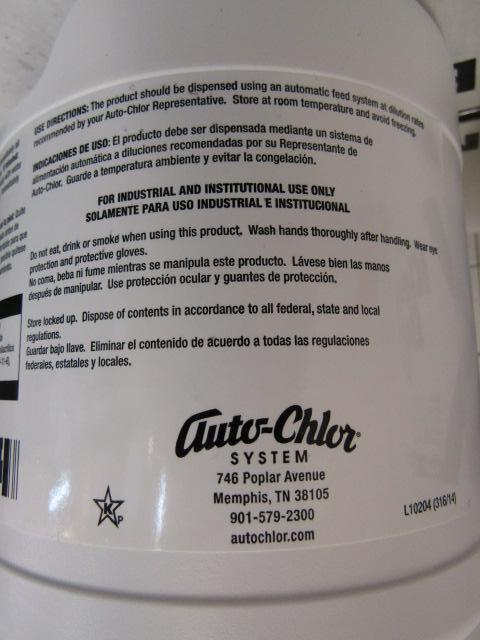 USE DIRECTIONS: The product should be dispensed using an automatic feed system at dilution rates
recommended by your Auto-Chlor Representative. Store at room temperature and avoid freezing.
INDICACIONES DE USO: El producto debe ser dispensada mediante un sistema de
alimentación automática a diluciones recomendadas por su Representante de
Auto-Chlor. Guarde a temperatura ambiente y evitar la congelación.
FOR INDUSTRIAL AND INSTITUTIONAL USE ONLY
SOLAMENTE PARA USO INDUSTRIAL E INSTITUCIONAL
Do not eat, drink or smoke when using this product. Wash hands thoroughly after handling. Wear eye
protection and protective gloves.
No coma, beba ni fume mientras se manipula este producto. Lávese bien las manos
después de manipular. Use protección ocular y guantes de protección.
Store locked up. Dispose of contents in accordance to all federal, state and local
regulations.
Guardar bajo llave. Eliminar el contenido de acuerdo a todas las regulaciones
federales, estatales y locales.
Auto-Chlor®
SYSTEM
746 Poplar Avenue
Memphis, TN 38105
901-579-2300
autochlor.com
K P
L10204 (316/14)